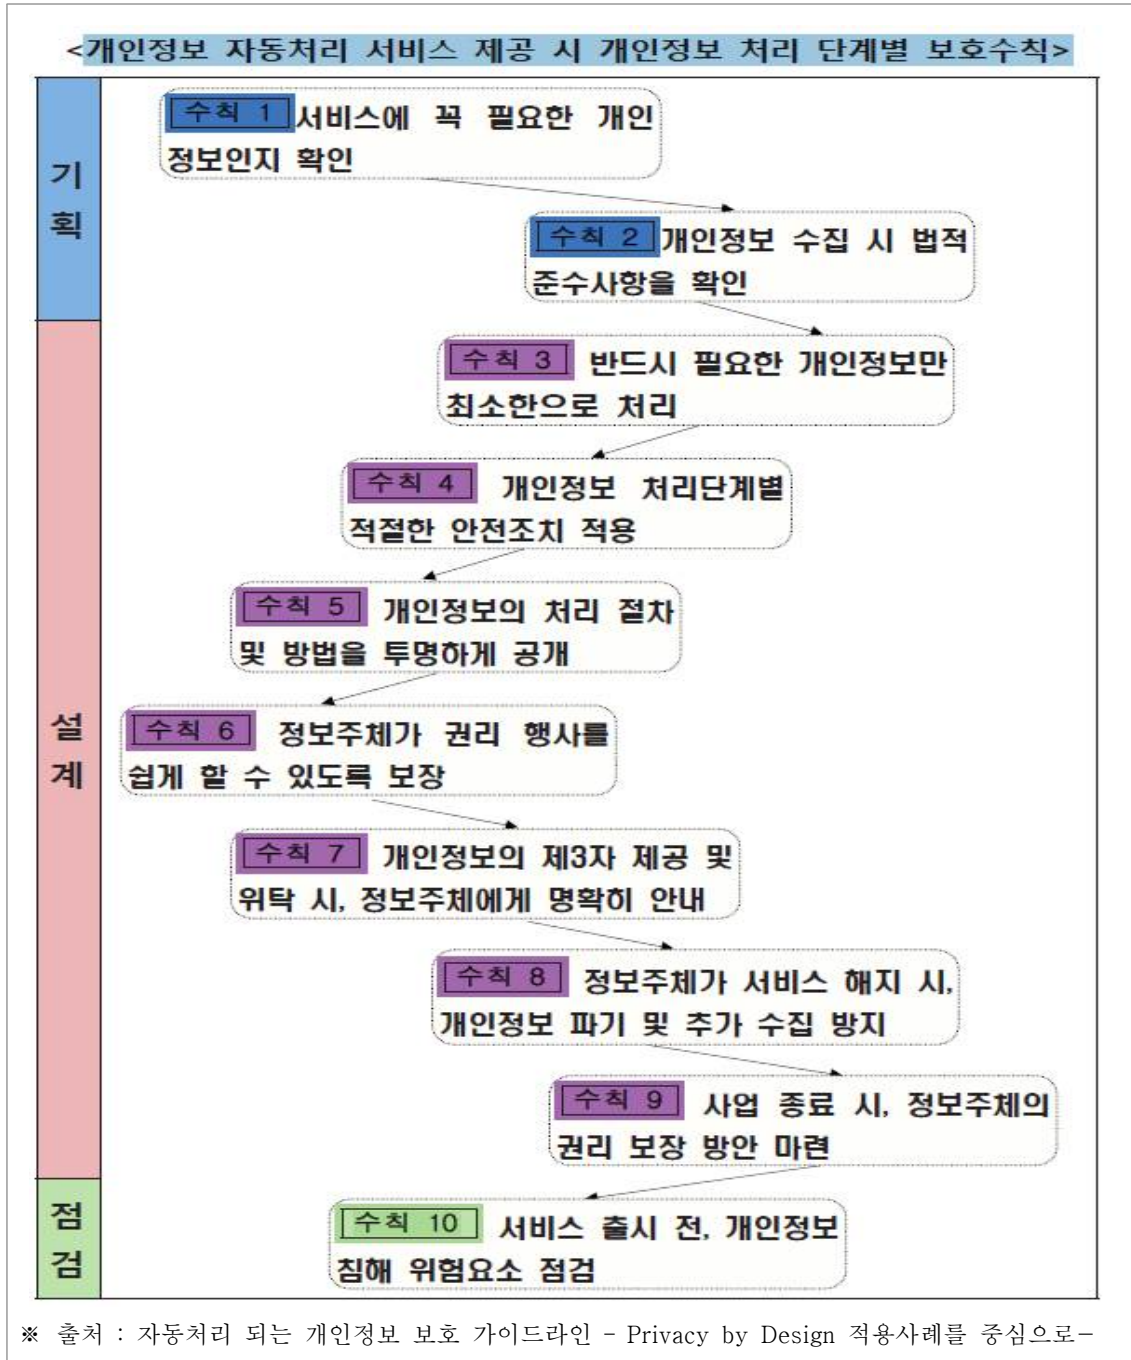 <개인정보 자동처리 서비스 제공 시 개인정보 처리 단계별 보호수칙>
기획
수칙 1 서비스에 꼭 필요한 개인
정보인지 확인
수칙 2 개인정보 수집 시 법적
준수사항을 확인
설계
수칙 3 반드시 필요한 개인정보만
최소한으로 처리
수칙 4 개인정보 처리단계별
적절한 안전조치 적용
수칙 5 개인정보의 처리 절차
및 방법을 투명하게 공개
수칙 6 정보주체가 권리 행사를
쉽게 할 수 있도록 보장
수칙 7 개인정보의 제3자 제공 및
위탁 시, 정보주체에게 명확히 안내
수칙 8 정보주체가 서비스 해지 시,
개인정보 파기 및 추가 수집 방지
수칙 9 사업 종료 시, 정보주체의
권리 보장 방안 마련
점검
수칙 10 서비스 출시 전, 개인정보
침해 위험요소 점검
※ 출처 : 자동처리 되는 개인정보 보호 가이드라인 - Privacy by Design 적용사례를 중심으로-